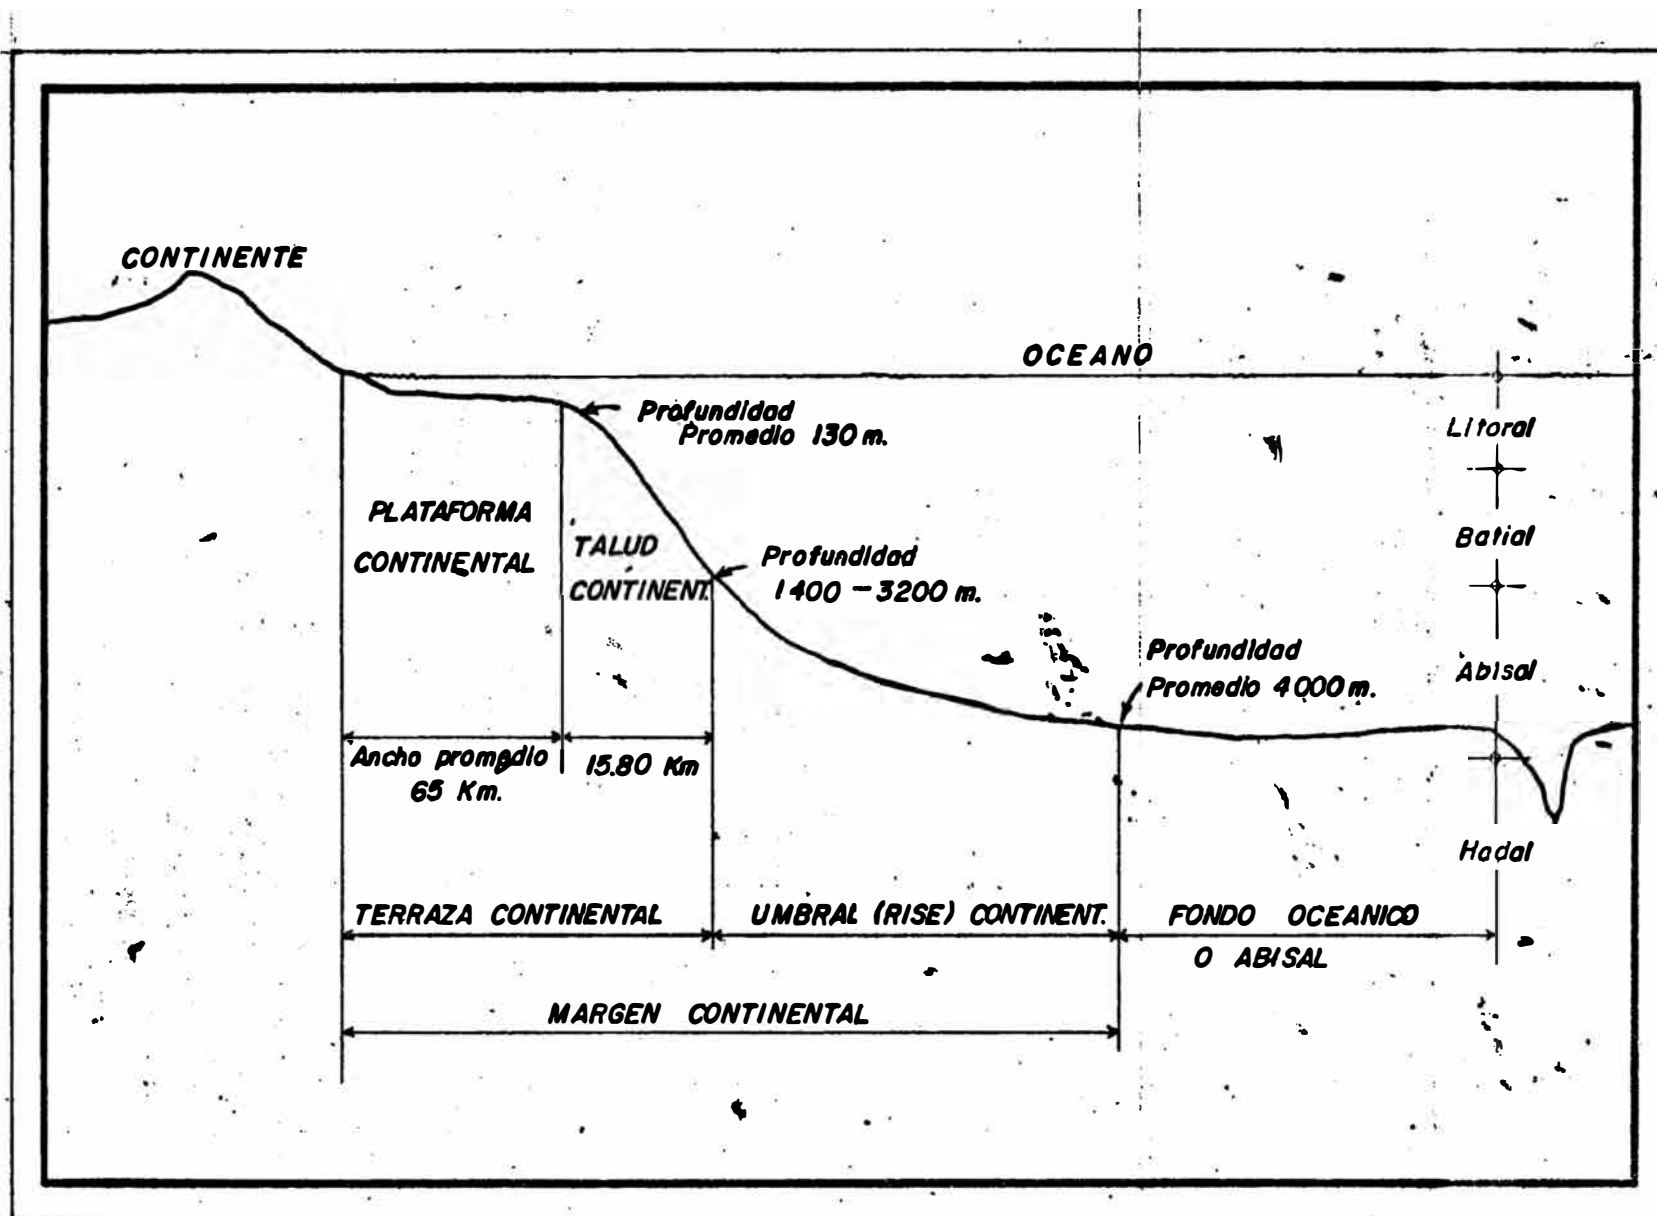 CONTINENTE
OCEANO
Profundidad
Promedio 130 m.
Litoral
PLATAFORMA
CONTINENTAL
TALUD
CONTINENT.
Profundidad
1400 - 3200 m.
Batial
Profundidad
Promedio 4000 m.
Abisal
Ancho promedio
65 Km.
15.80 Km
Hadal
TERRAZA CONTINENTAL
UMBRAL (RISE) CONTINENT.
FONDO OCEANICO
O ABISAL
MARGEN CONTINENTAL